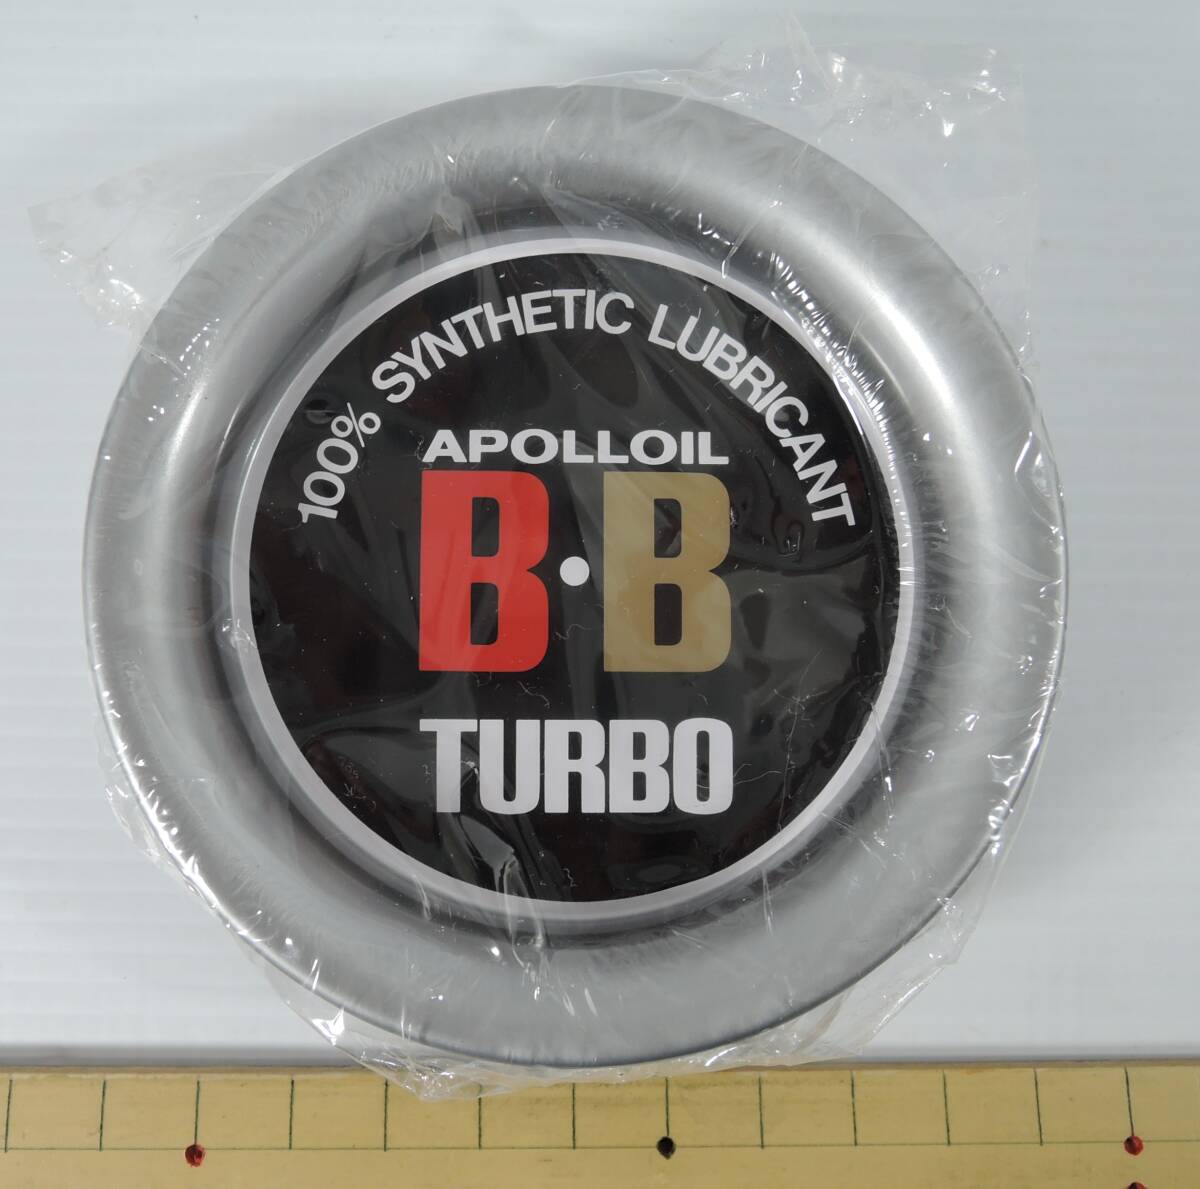 100% SYNTHETIC LUBRICANT
APOLLOIL
B•B
TURBO